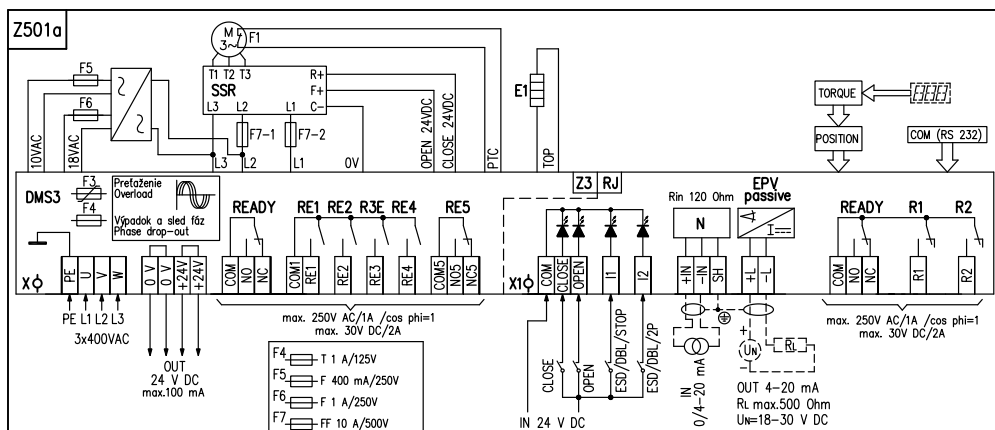 Z501a
M
3~
F1
T1 T2 T3
SSR
R+
F+
C-
L3 L2 L1
F5
F6
F7-1
F7-2
10VAC
18VAC
L3 L2 L1
0V
OPEN 24VDC
CLOSE 24VDC
PTC
E1
TOP
TORQUE
POSITION
COM (RS 232)
DMS3
F3
F4
Preťaženie
Overload
Výpadok a sled fáz
Phase drop-out
READY
RE1 RE2 R3E RE4
RE5
Z3 RJ
Rin 120 Ohm
N
EPV
passive
I
READY
R1
R2
X
PE U V W
0 V
0 V
+24V
+24V
COM NO NC
COM1 RE1 RE2 RE3 RE4
COM5 NO5 NC5
X1
COM CLOSE OPEN I1 I2
+IN -IN SH
+L -L
COM NO NC
R1
R2
PE L1 L2 L3
3x400VAC
OUT
24 V DC
max.100 mA
max. 250V AC/1A /cos phi=1
max. 30V DC/2A
F4 T 1 A/125V
F5 F 400 mA/250V
F6 F 1 A/250V
F7 FF 10 A/500V
CLOSE
OPEN
ESD/DBL/STOP
ESD/DBL/2P
IN 24 V DC
IN
0/4-20 mA
+
UN
-
RL
OUT 4-20 mA
RL max.500 Ohm
UN=18-30 V DC
max. 250V AC/1A /cos phi=1
max. 30V DC/2A